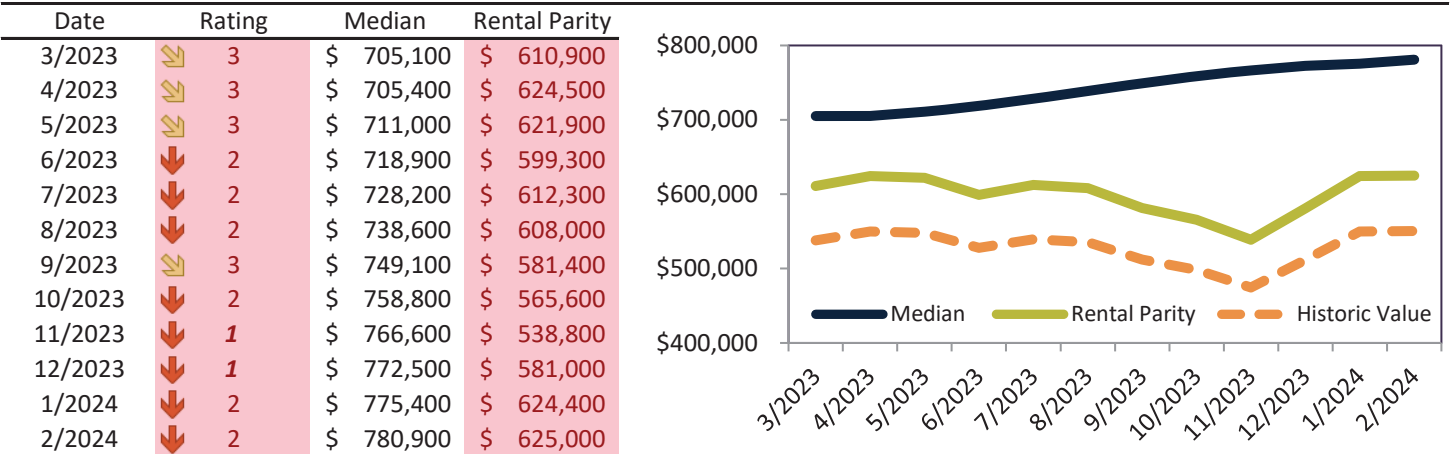 Date Rating Median Rental Parity
3/2023 3 $ 705,100 $ 610,900
4/2023 3 $ 705,400 $ 624,500
5/2023 3 $ 711,000 $ 621,900
6/2023 2 $ 718,900 $ 599,300
7/2023 2 $ 728,200 $ 612,300
8/2023 2 $ 738,600 $ 608,000
9/2023 3 $ 749,100 $ 581,400
10/2023 2 $ 758,800 $ 565,600
11/2023 1 $ 766,600 $ 538,800
12/2023 1 $ 772,500 $ 581,000
1/2024 2 $ 775,400 $ 624,400
2/2024 2 $ 780,900 $ 625,000
$800,000
$700,000
$600,000
$500,000
$400,000
Median Rental Parity Historic Value
3/2023 4/2023 5/2023 6/2023 7/2023 8/2023 9/2023 10/2023 11/2023 12/2023 1/2024 2/2024